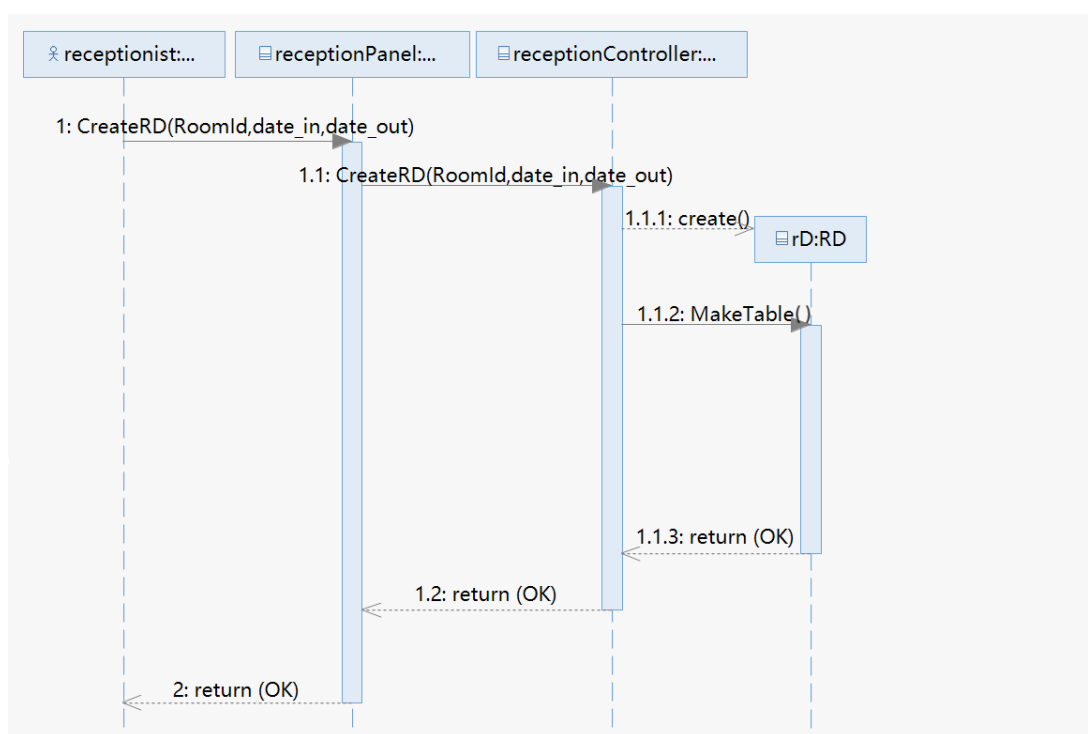 receptionist:...
receptionPanel:...
receptionController:...
1: CreateRD(RoomId,date_in,date_out)
1.1: CreateRD(RoomId,date_in,date_out)
1.1.1: create()
rD:RD
1.1.2: MakeTable()
1.1.3: return (OK)
1.2: return (OK)
2: return (OK)